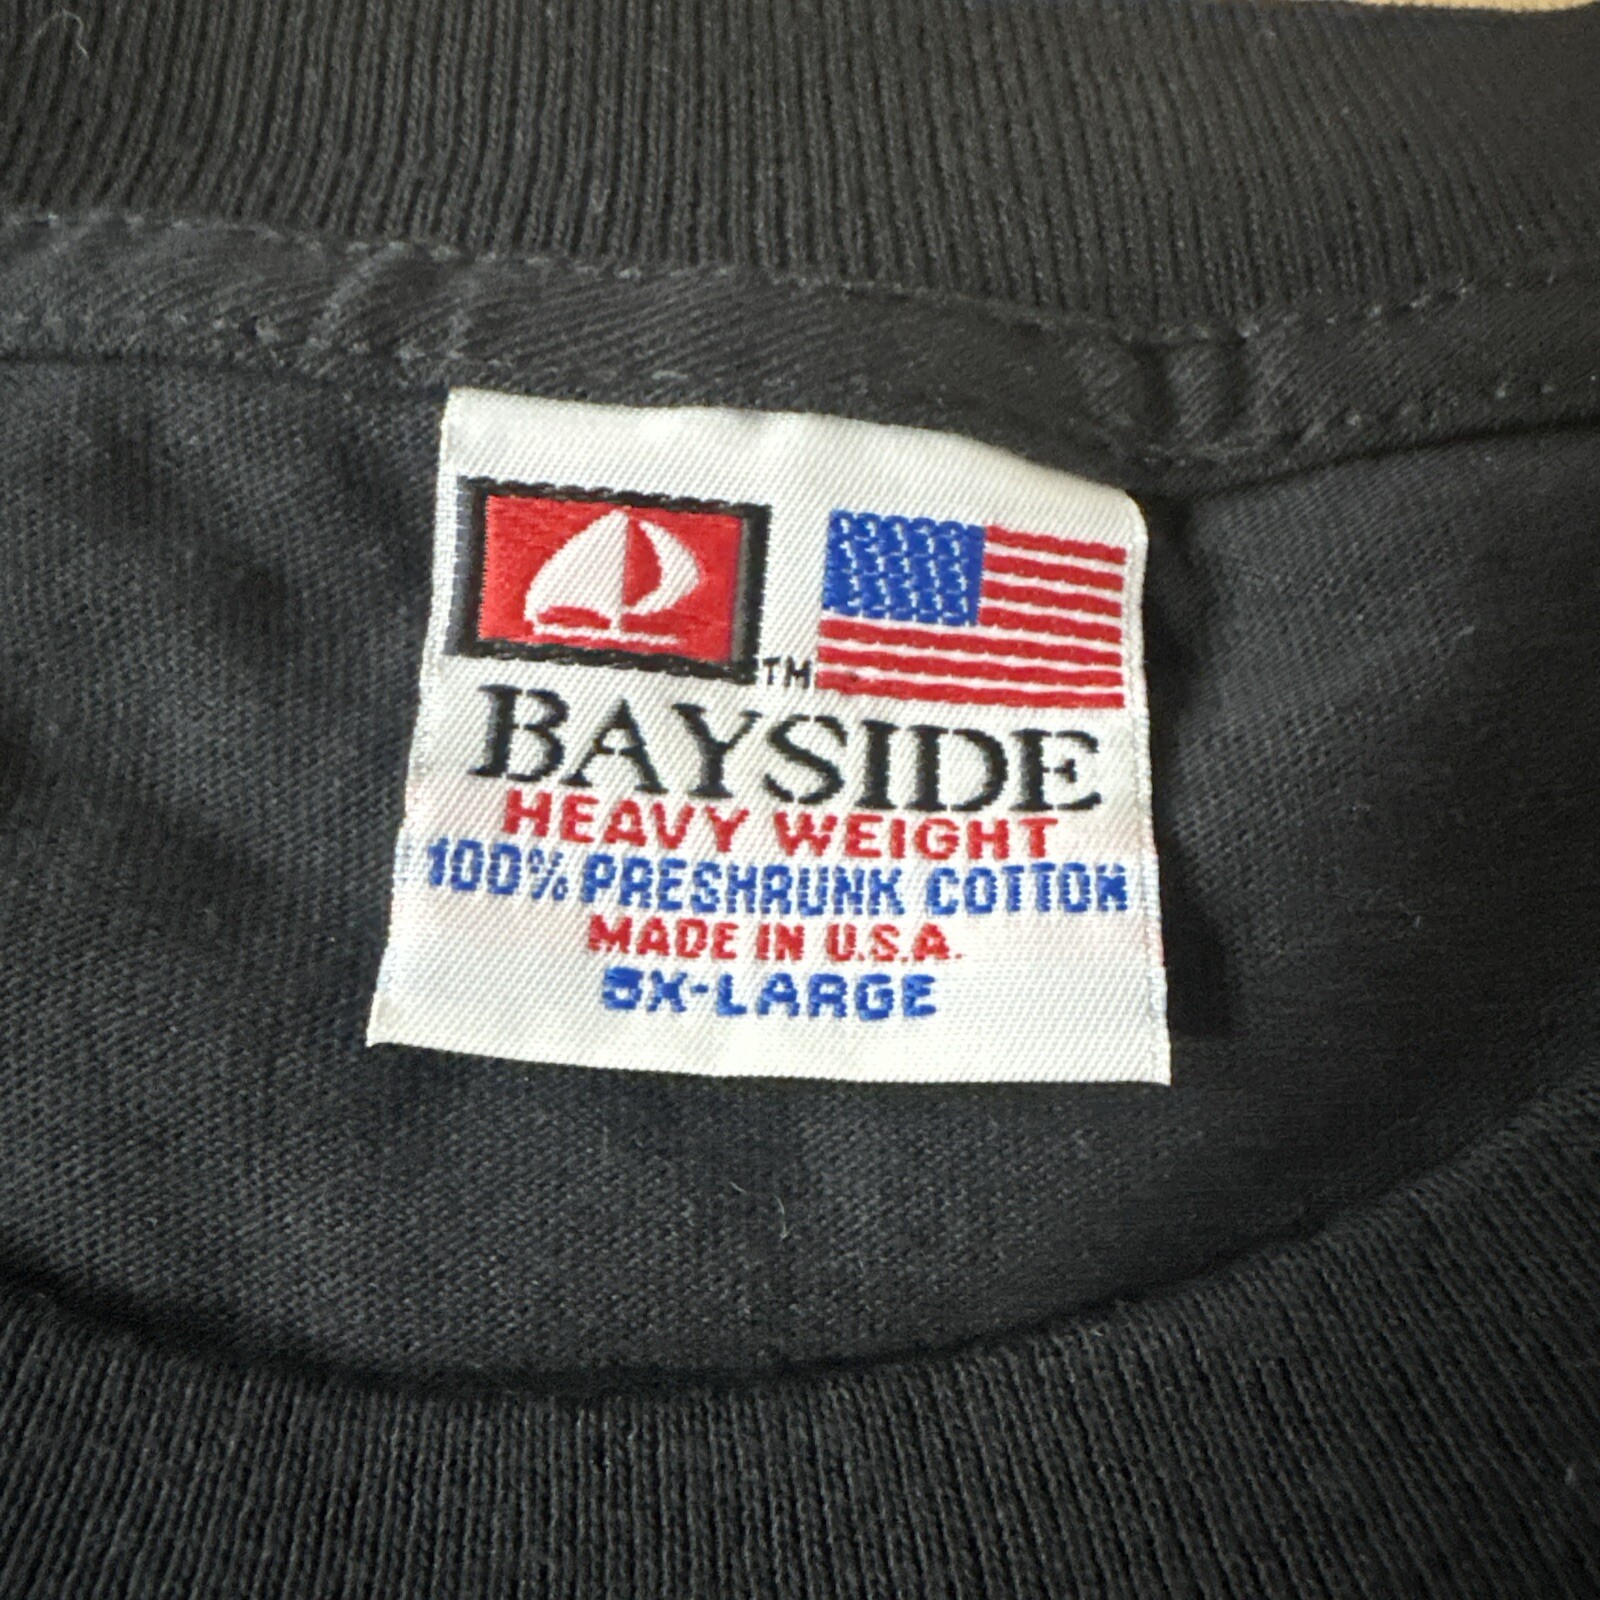 TM
BAYSIDE
HEAVY WEIGHT
100% PRESHRUNK COTTON
MADE IN U.S.A.
5X-LARGE